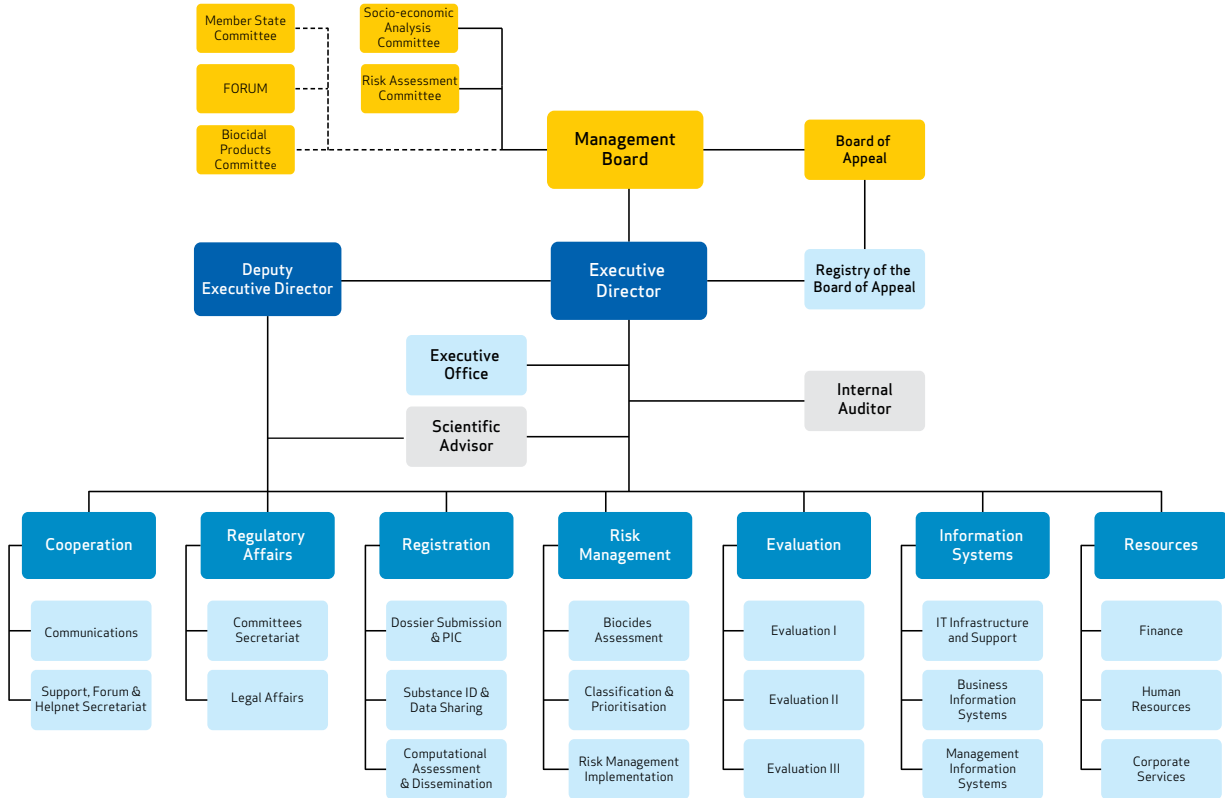 Member State
Committee
Socio-economic
Analysis
Committee
FORUM
Risk Assessment
Committee
Biocidal
Products
Committee
Management
Board
Board of
Appeal
Deputy
Executive Director
Executive
Director
Registry of the
Board of Appeal
Executive
Office
Internal
Auditor
Scientific
Advisor
Cooperation
Regulatory
Affairs
Registration
Risk
Management
Evaluation
Information
Systems
Resources
Communications
Committees
Secretariat
Dossier Submission
& PIC
Biocides
Assessment
Evaluation I
IT Infrastructure
and Support
Finance
Support, Forum &
Helpnet Secretariat
Legal Affairs
Substance ID &
Data Sharing
Classification &
Prioritisation
Evaluation II
Business
Information
Systems
Human
Resources
Computational
Assessment
& Dissemination
Risk Management
Implementation
Evaluation III
Management
Information
Systems
Corporate
Services